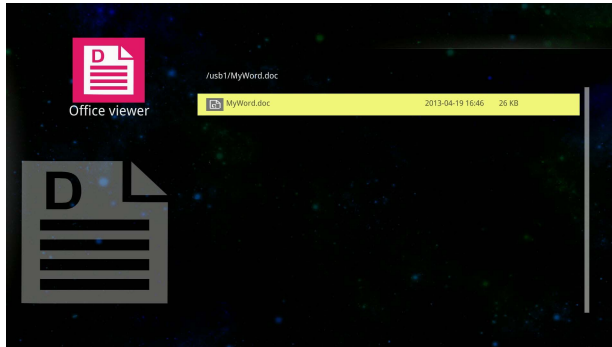 D
Office viewer
/usb1/MyWord.doc
MyWord.doc 2013-04-19 16:46 26 KB
D